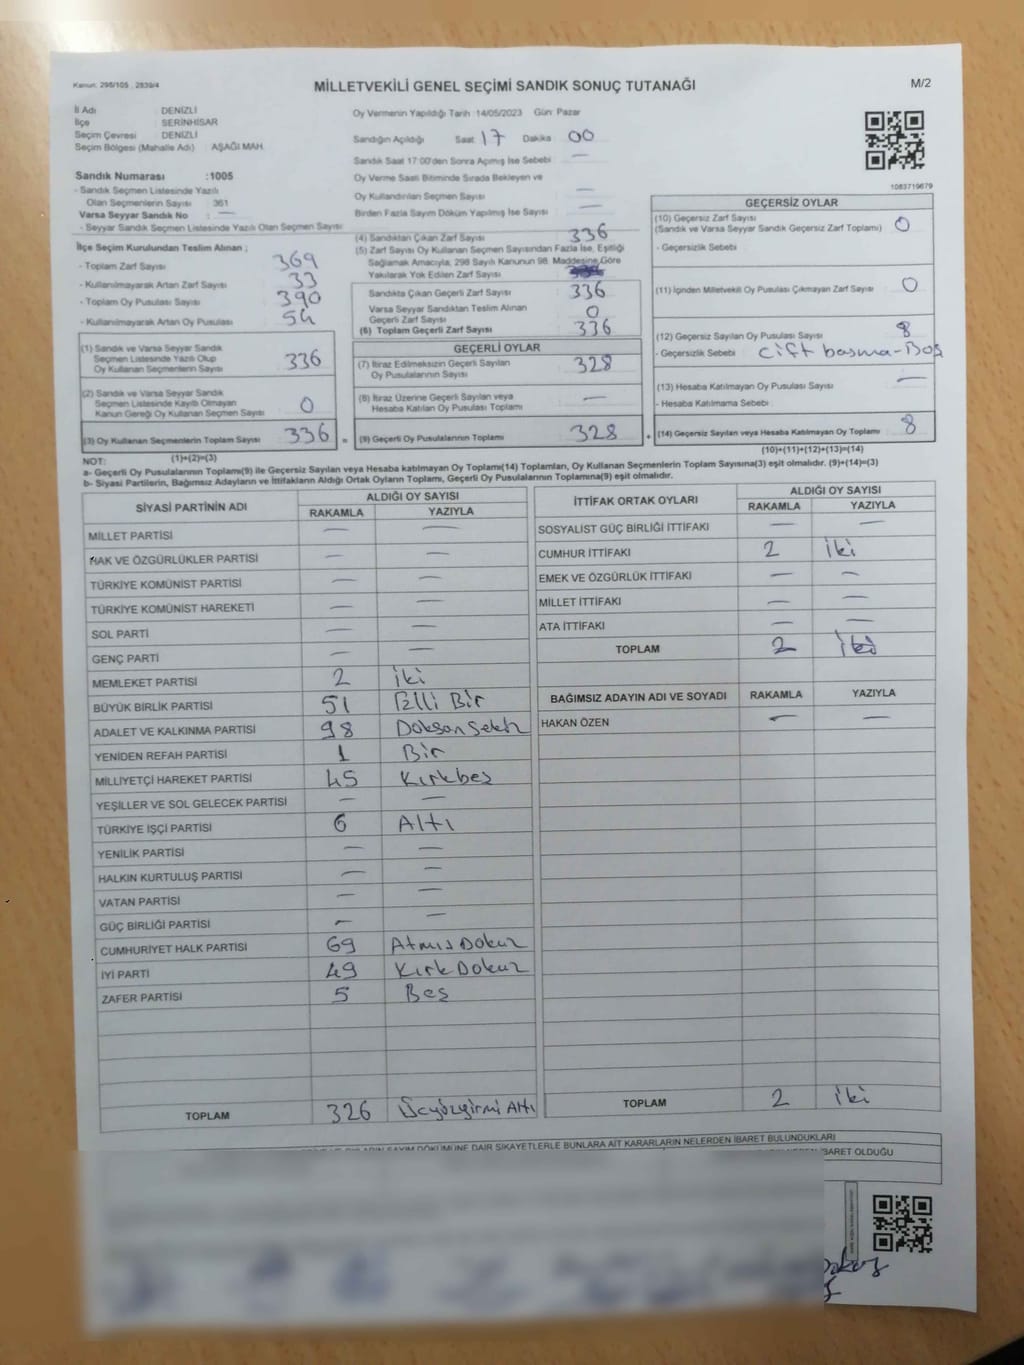 Kanun: 298/105 , 2839/4
MİLLETVEKİLİ GENEL SEÇİMİ SANDIK SONUÇ TUTANAĞI
M/2
İl Adı : DENİZLİ
İlçe : SERİNHİSAR
Seçim Çevresi : DENİZLİ
Seçim Bölgesi (Mahalle Adı) : AŞAĞI MAH.
Oy Vermenin Yapıldığı Tarih :14/05/2023 Gün: Pazar
Sandığın Açıldığı Saat 17 Dakika 00
Sandık Saat 17:00'den Sonra Açımış İse Sebebi —
Oy Verme Saati Bitiminde Sırada Bekleyen ve
Oy Kullandırılan Seçmen Sayısı —
Birden Fazla Sayım Döküm Yapılmış İse Sayısı —
1083719679
Sandık Numarası :1005
- Sandık Seçmen Listesinde Yazılı
Olan Seçmenlerin Sayısı 361
Varsa Seyyar Sandık No : —
- Seyyar Sandık Seçmen Listesinde Yazılı Olan Seçmen Sayısı
İlçe Seçim Kurulundan Teslim Alınan ;
- Toplam Zarf Sayısı 369
- Kullanılmayarak Artan Zarf Sayısı 33
- Toplam Oy Pusulası Sayısı 390
- Kullanılmayarak Artan Oy Pusulası 54
(1) Sandık ve Varsa Seyyar Sandık
Seçmen Listesinde Yazılı Olup
Oy Kullanan Seçmenlerin Sayısı 336
(2) Sandık ve Varsa Seyyar Sandık
Seçmen Listesinde Kayıtlı Olmayan
Kanun Gereği Oy Kullanan Seçmen Sayısı 0
(3) Oy Kullanan Seçmenlerin Toplam Sayısı 336 =
(1)+(2)=(3)
(4) Sandıktan Çıkan Zarf Sayısı 336
(5) Zarf Sayısı Oy Kullanan Seçmen Sayısından Fazla İse, Eşitliği
Sağlamak Amacıyla; 298 Sayılı Kanunun 98. Maddesine Göre
Yakılarak Yok Edilen Zarf Sayısı
Sandıkta Çıkan Geçerli Zarf Sayısı 336
Varsa Seyyar Sandıktan Teslim Alınan
Geçerli Zarf Sayısı 0
(6) Toplam Geçerli Zarf Sayısı 336
GEÇERLİ OYLAR
(7) İtiraz Edilmeksizin Geçerli Sayılan
Oy Pusulalarının Sayısı 328
(8) İtiraz Üzerine Geçerli Sayılan veya
Hesaba Katılan Oy Pusulası Toplamı —
(9) Geçerli Oy Pusulalarının Toplamı 328 +
GEÇERSİZ OYLAR
(10) Geçersiz Zarf Sayısı
(Sandık ve Varsa Seyyar Sandık Geçersiz Zarf Toplamı) 0
- Geçersizlik Sebebi :
(11) İçinden Milletvekili Oy Pusulası Çıkmayan Zarf Sayısı 0
(12) Geçersiz Sayılan Oy Pusulası Sayısı 8
- Geçersizlik Sebebi : Çift basma-Boş
(13) Hesaba Katılmayan Oy Pusulası Sayısı —
- Hesaba Katılmama Sebebi :
(14) Geçersiz Sayılan veya Hesaba Katılmayan Oy Toplamı 8
(10)+(11)+(12)+(13)=(14)
NOT:
a- Geçerli Oy Pusulalarının Toplamı(9) ile Geçersiz Sayılan veya Hesaba katılmayan Oy Toplamı(14) Toplamları, Oy Kullanan Seçmenlerin Toplam Sayısına(3) eşit olmalıdır. (9)+(14)=(3)
b- Siyasi Partilerin, Bağımsız Adayların ve İttifakların Aldığı Ortak Oyların Toplamı, Geçerli Oy Pusulalarının Toplamına(9) eşit olmalıdır.
SİYASİ PARTİNİN ADI ALDIĞI OY SAYISI
RAKAMLA YAZIYLA
MİLLET PARTİSİ — —
HAK VE ÖZGÜRLÜKLER PARTİSİ — —
TÜRKİYE KOMÜNİST PARTİSİ — —
TÜRKİYE KOMÜNİST HAREKETİ — —
SOL PARTİ — —
GENÇ PARTİ — —
MEMLEKET PARTİSİ 2 İki
BÜYÜK BİRLİK PARTİSİ 51 Elli Bir
ADALET VE KALKINMA PARTİSİ 98 Doksan Sekiz
YENİDEN REFAH PARTİSİ 1 Bir
MİLLİYETÇİ HAREKET PARTİSİ 45 Kırkbeş
YEŞİLLER VE SOL GELECEK PARTİSİ — —
TÜRKİYE İŞÇİ PARTİSİ 6 Altı
YENİLİK PARTİSİ — —
HALKIN KURTULUŞ PARTİSİ — —
VATAN PARTİSİ — —
GÜÇ BİRLİĞİ PARTİSİ — —
CUMHURİYET HALK PARTİSİ 69 Atmış Dokuz
İYİ PARTİ 49 Kırk Dokuz
ZAFER PARTİSİ 5 Beş
TOPLAM 326 Üçyüzyirmi Altı
İTTİFAK ORTAK OYLARI ALDIĞI OY SAYISI
RAKAMLA YAZIYLA
SOSYALİST GÜÇ BİRLİĞİ İTTİFAKI — —
CUMHUR İTTİFAKI 2 İki
EMEK VE ÖZGÜRLÜK İTTİFAKI — —
MİLLET İTTİFAKI — —
ATA İTTİFAKI — —
TOPLAM 2 İki
BAĞIMSIZ ADAYIN ADI VE SOYADI RAKAMLA YAZIYLA
HAKAN ÖZEN — —
TOPLAM 2 İki
DÖKÜMÜNE DAİR ŞİKAYETLERLE BUNLARA AİT KARARLARIN NELERDEN İBARET BULUNDUKLARI
İBARET OLDUĞU